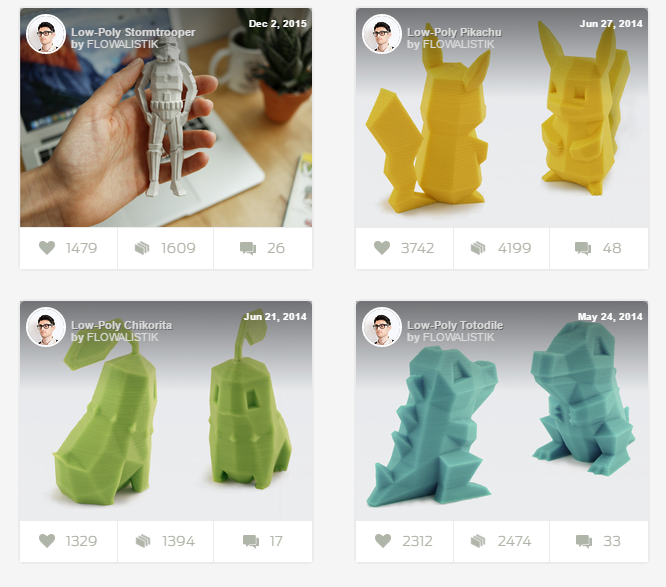 Low-Poly Stormtrooper
by FLOWALISTIK
Dec 2, 2015
1479
1609
26
Low-Poly Pikachu
by FLOWALISTIK
Jun 27, 2014
3742
4199
48
Low-Poly Chikorita
by FLOWALISTIK
Jun 21, 2014
1329
1394
17
Low-Poly Totodile
by FLOWALISTIK
May 24, 2014
2312
2474
33